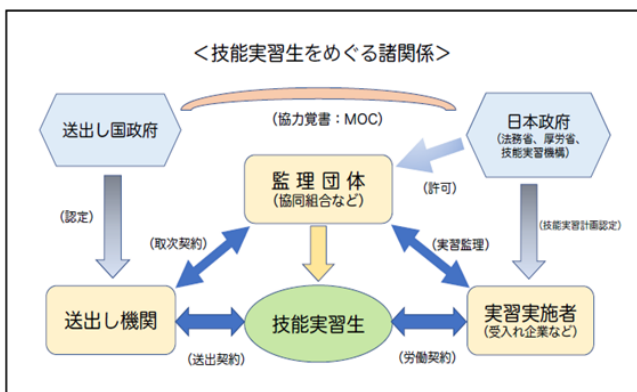 ＜技能実習生をめぐる諸関係＞
送出し国政府
（協力覚書：MOC）
日本政府
（法務省、厚労省、
技能実習機構）
監理団体
（協同組合など）
（許可）
（認定）
（取次契約）
（実習監理）
（技能実習計画認定）
送出し機関
技能実習生
実習実施者
（受入れ企業など）
（送出契約）
（労働契約）